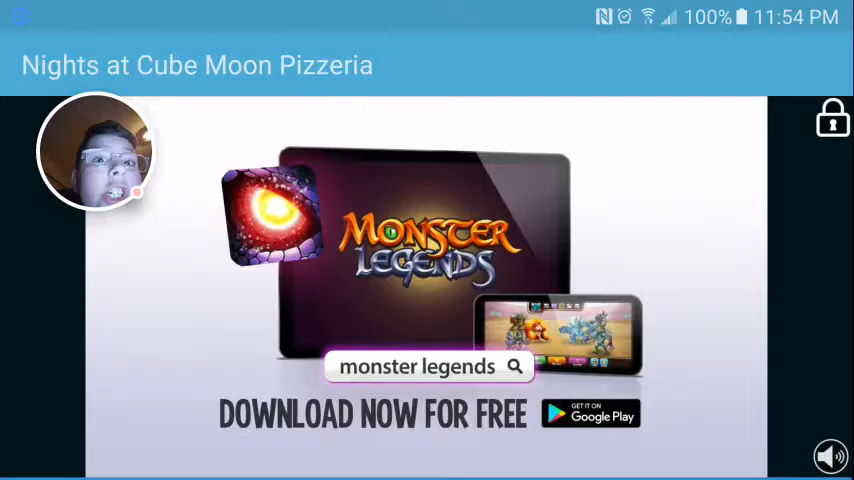 100% 11:54 PM
Nights at Cube Moon Pizzeria
MONSTER
LEGENDS
monster legends
DOWNLOAD NOW FOR FREE
GET IT ON
Google Play